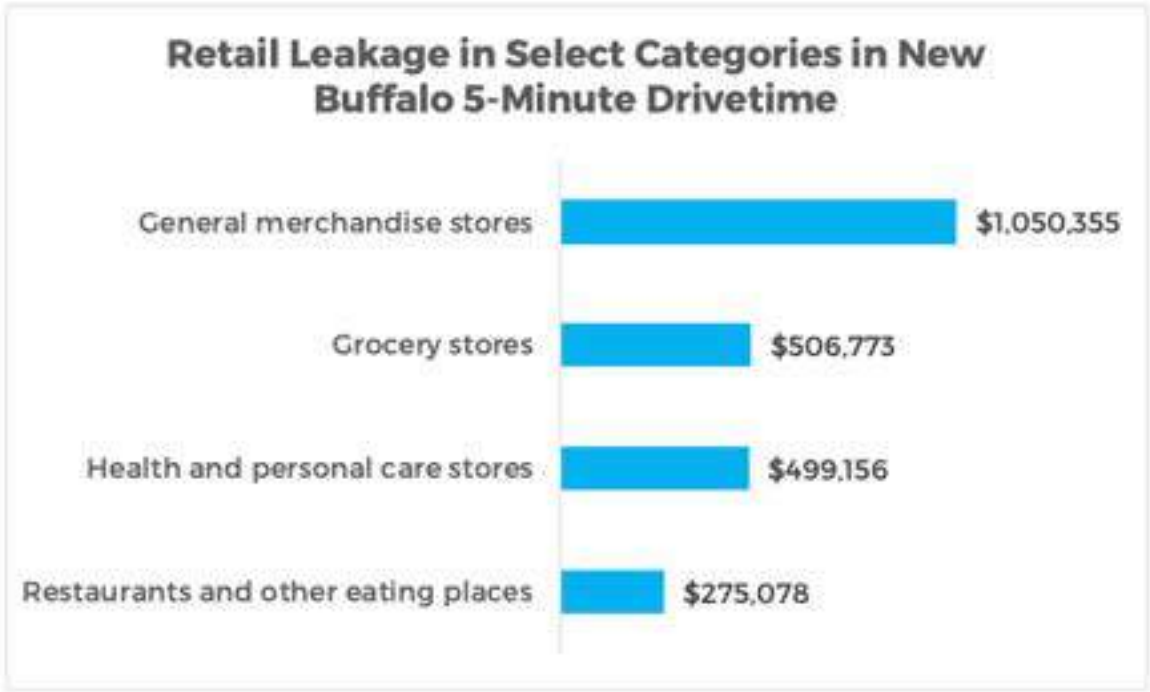 Retail Leakage in Select Categories in New
Buffalo 5-Minute Drivetime
General merchandise stores $1,050,355
Grocery stores $506,773
Health and personal care stores $499,156
Restaurants and other eating places $275,078